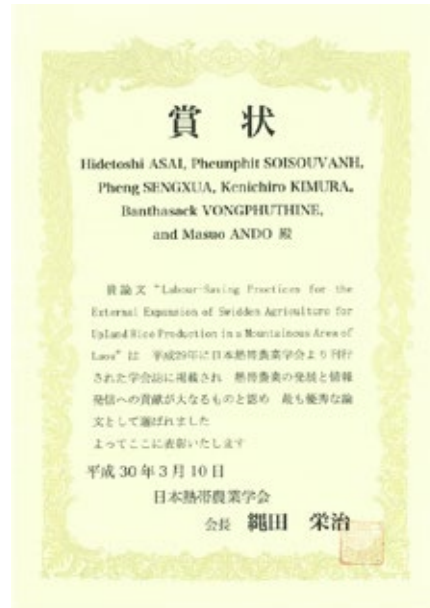 賞 状
Hidetoshi ASAI, Pheunphit SOISOUVANH,
Pheng SENGXUA, Kenichiro KIMURA,
Banthasack VONGPHUTHINE,
and Masuo ANDO 殿
貴論文 "Labour-Saving Practices for the
External Expansion of Swidden Agriculture for
Upland Rice Production in a Mountainous Area of
Laos" は 平成29年に日本熱帯農業学会より刊行
された学会誌に掲載され 熱帯農業の発展と情報
発信への貢献が大なるものと認め 最も優秀な論
文として選ばれました
よってここに表彰いたします
平成 30 年 3 月 10 日
日本熱帯農業学会
会長 縄田 栄治